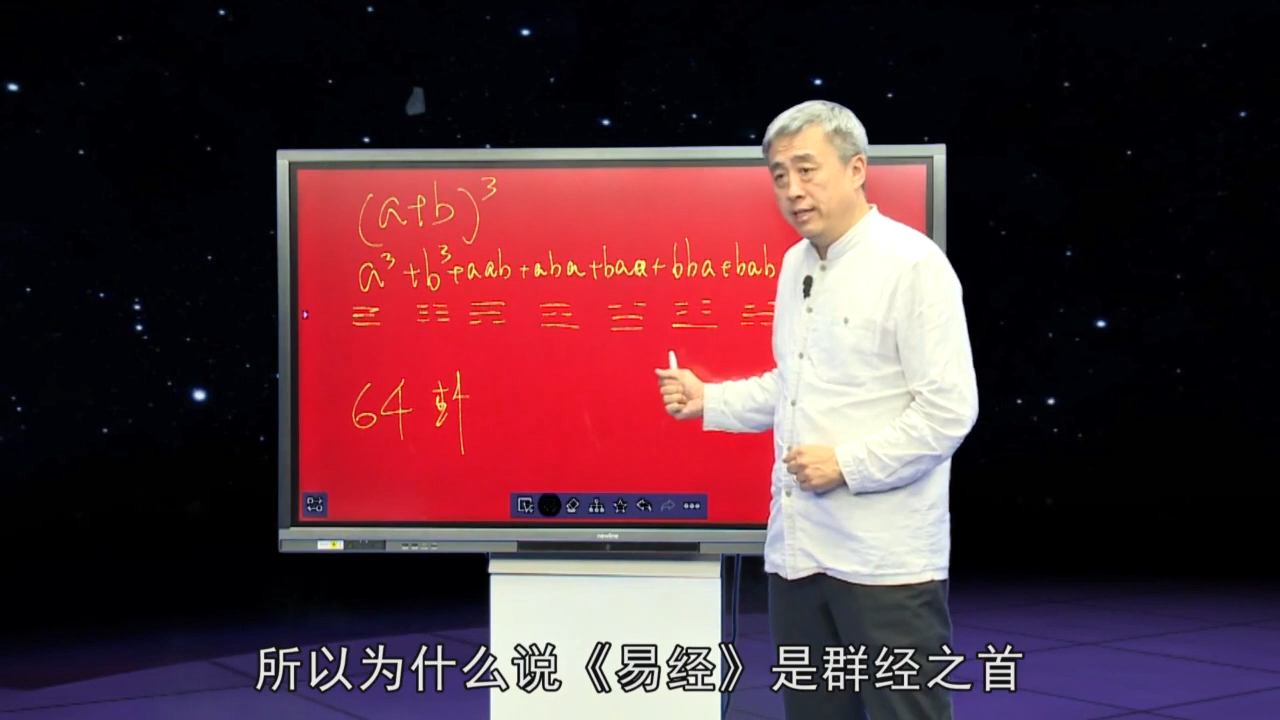 (a+b)³
a³+b³+aab+aba+baa+bba+bab
☰ ☷ ☴ ☲ ☱ ☳ ☵
64卦
newline
所以为什么说《易经》是群经之首